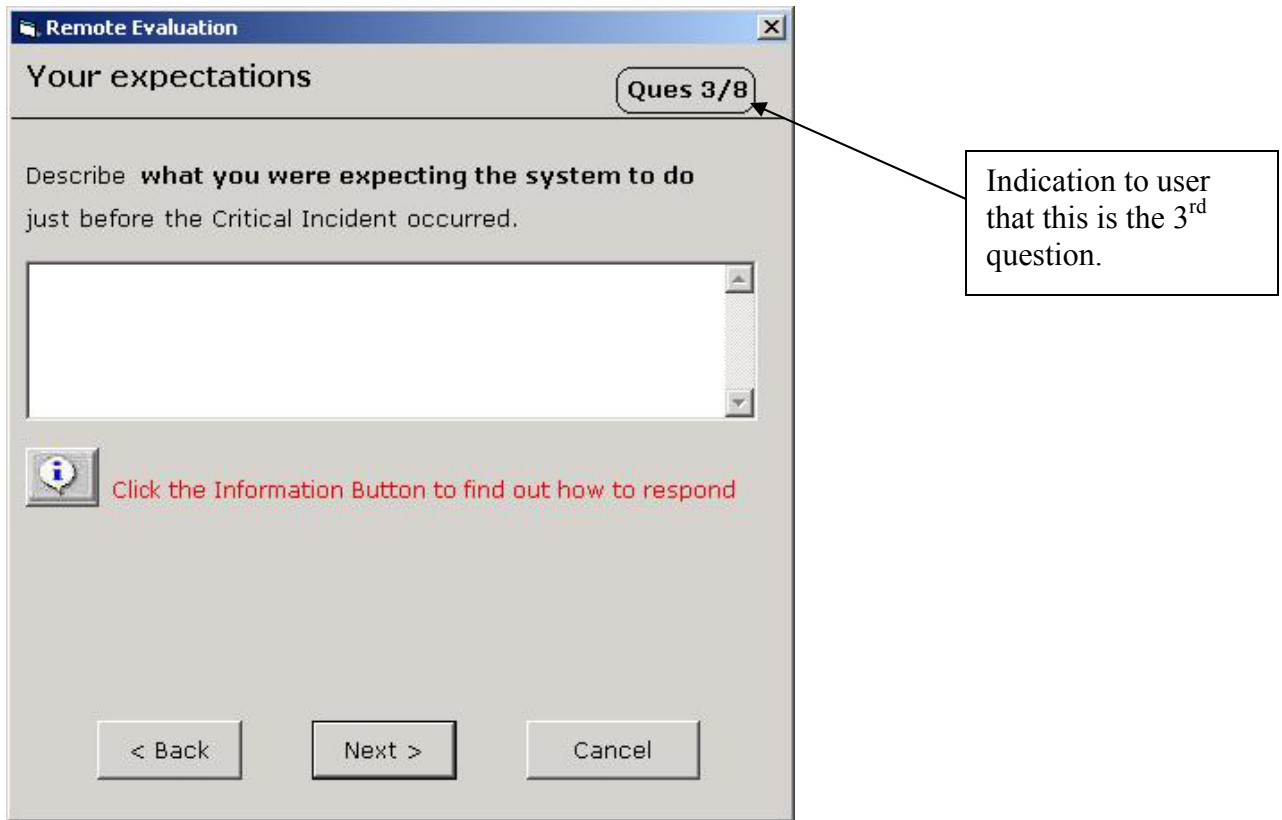 Remote Evaluation
Your expectations
Ques 3/8
Describe what you were expecting the system to do
just before the Critical Incident occurred.
Click the Information Button to find out how to respond
< Back
Next >
Cancel
Indication to user
that this is the 3rd
question.